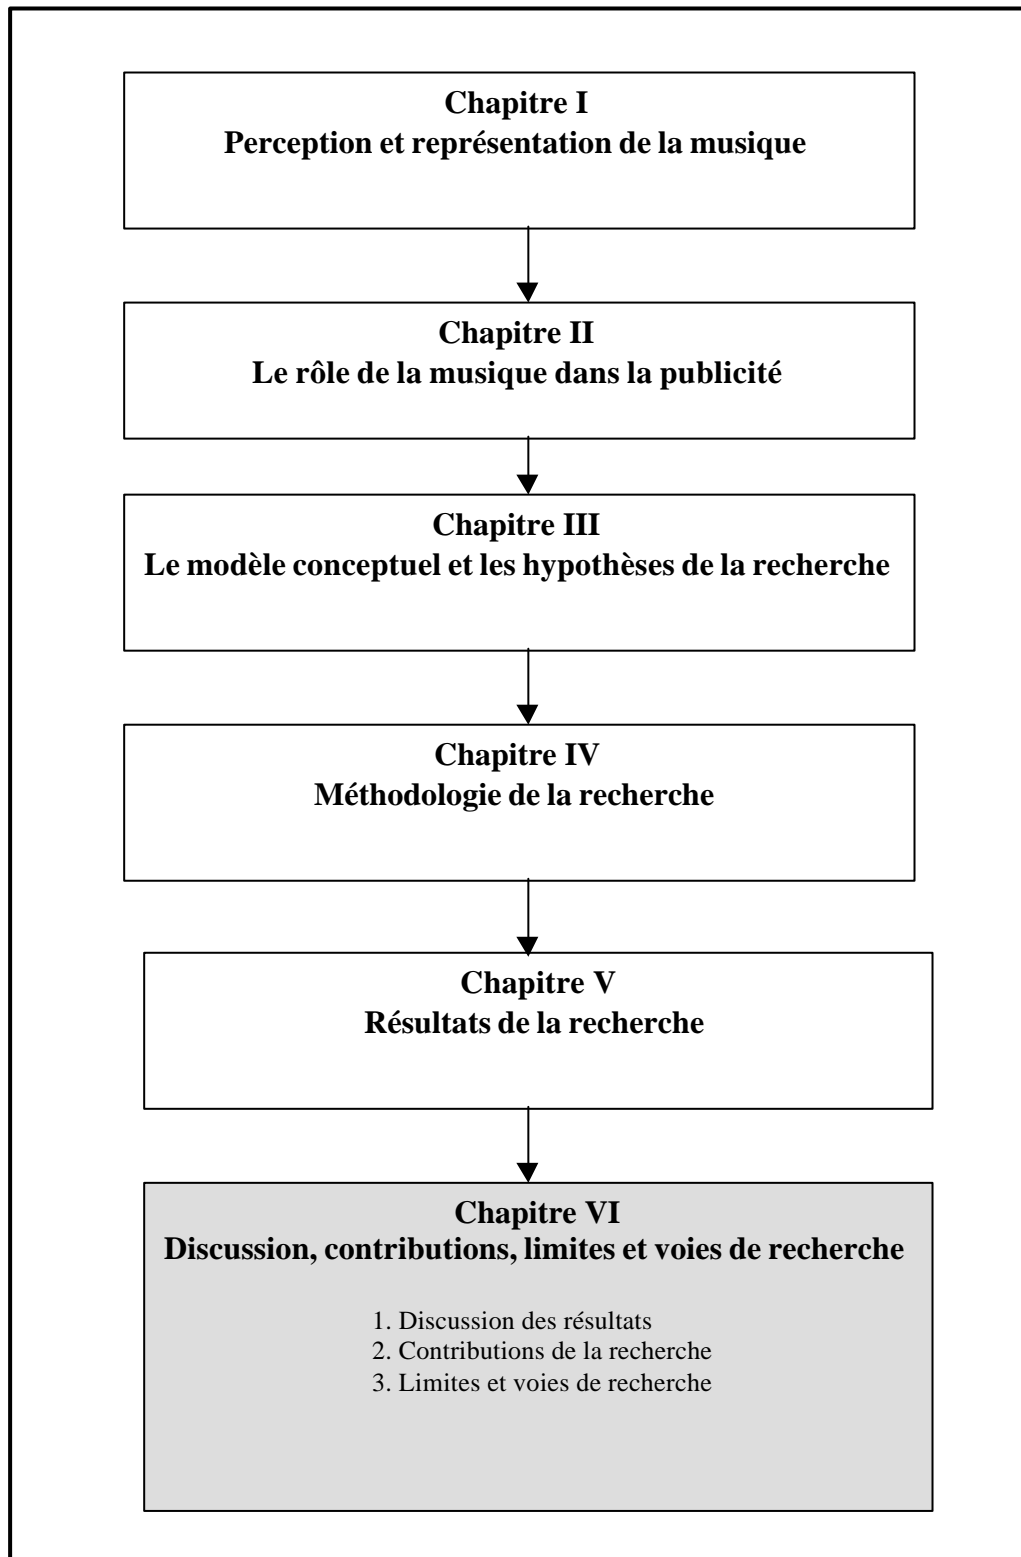 Chapitre I
Perception et représentation de la musique
Chapitre II
Le rôle de la musique dans la publicité
Chapitre III
Le modèle conceptuel et les hypothèses de la recherche
Chapitre IV
Méthodologie de la recherche
Chapitre V
Résultats de la recherche
Chapitre VI
Discussion, contributions, limites et voies de recherche
1. Discussion des résultats
2. Contributions de la recherche
3. Limites et voies de recherche